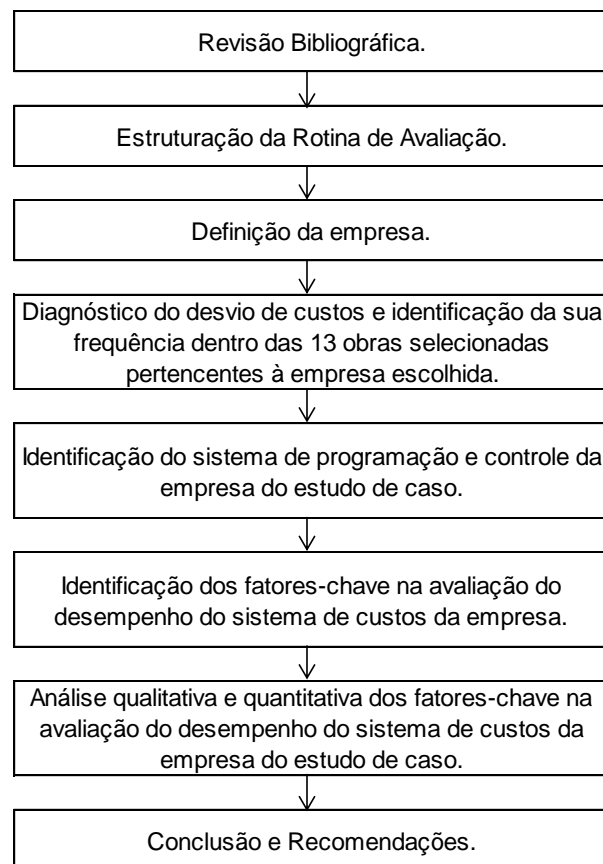 Revisão Bibliográfica.
Estruturação da Rotina de Avaliação.
Definição da empresa.
Diagnóstico do desvio de custos e identificação da sua
frequência dentro das 13 obras selecionadas
pertencentes à empresa escolhida.
Identificação do sistema de programação e controle da
empresa do estudo de caso.
Identificação dos fatores-chave na avaliação do
desempenho do sistema de custos da empresa.
Análise qualitativa e quantitativa dos fatores-chave na
avaliação do desempenho do sistema de custos da
empresa do estudo de caso.
Conclusão e Recomendações.